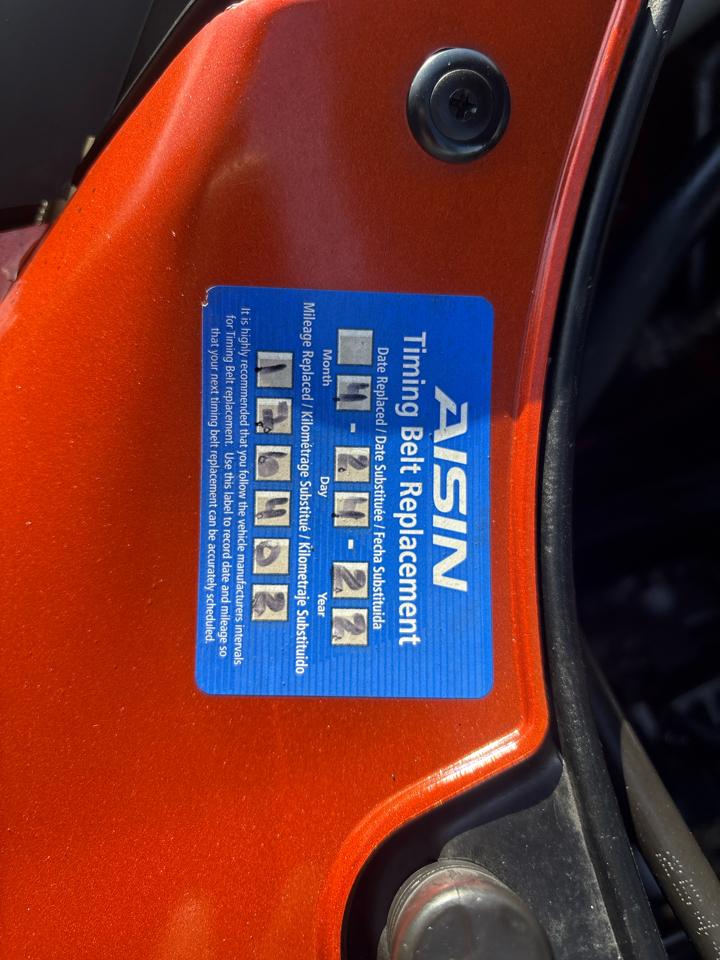 AISIN
Timing Belt Replacement
Date Replaced / Date Substituée / Fecha Substituida
4 - 24 - 22
Month Day Year
Mileage Replaced / Kilométrage Substitué / Kilometraje Substituido
It is highly recommended that you follow the vehicle manufacturers intervals
for Timing Belt replacement. Use this label to record date and mileage so
that your next timing belt replacement can be accurately scheduled.